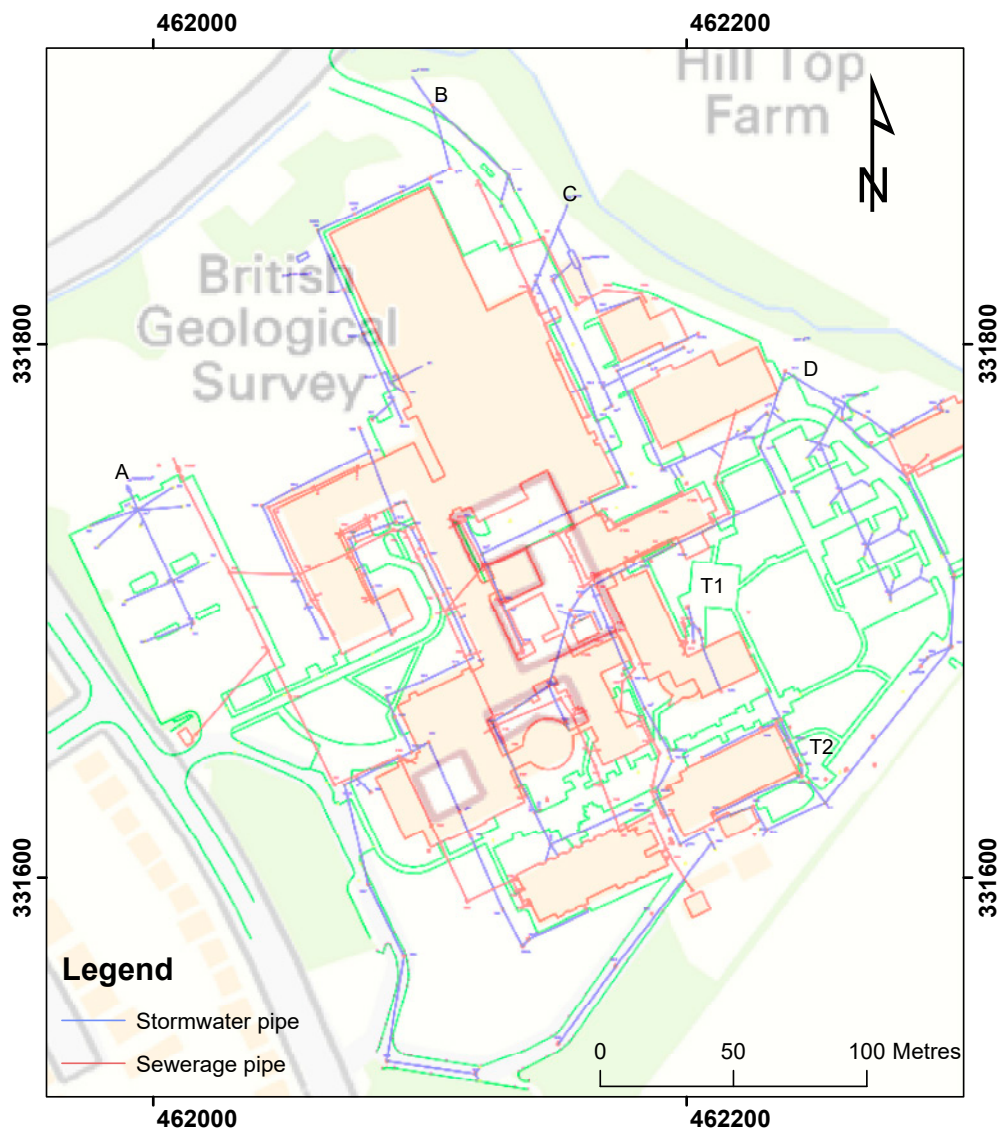 462000
462200
Hill Top
Farm
B
N
C
British
Geological
Survey
331800
331800
D
A
T1
T2
331600
331600
Legend
Stormwater pipe
Sewerage pipe
0 50 100 Metres
462000
462200